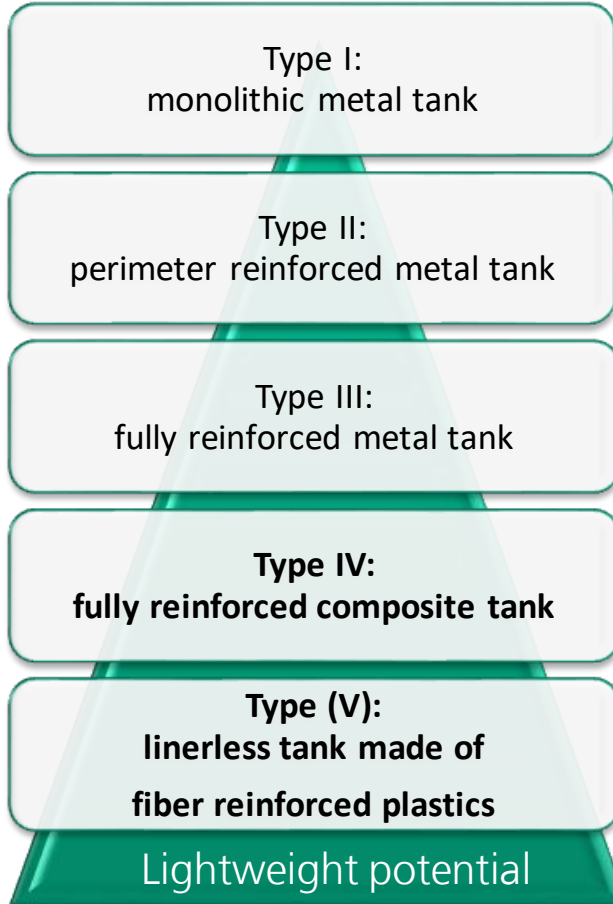 Type I:
monolithic metal tank
Type II:
perimeter reinforced metal tank
Type III:
fully reinforced metal tank
Type IV:
fully reinforced composite tank
Type (V):
linerless tank made of
fiber reinforced plastics
Lightweight potential